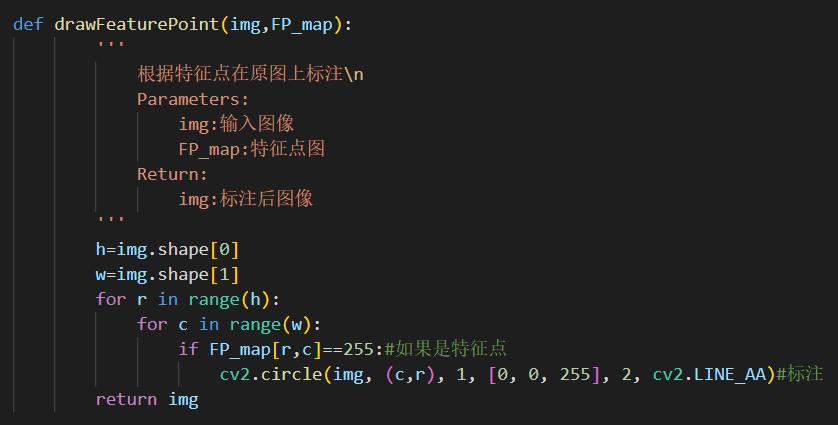 def drawFeaturePoint(img,FP_map):
'''
根据特征点在原图上标注\n
Parameters:
img:输入图像
FP_map:特征点图
Return:
img:标注后图像
'''
h=img.shape[0]
w=img.shape[1]
for r in range(h):
for c in range(w):
if FP_map[r,c]==255:#如果是特征点
cv2.circle(img, (c,r), 1, [0, 0, 255], 2, cv2.LINE_AA)#标注
return img